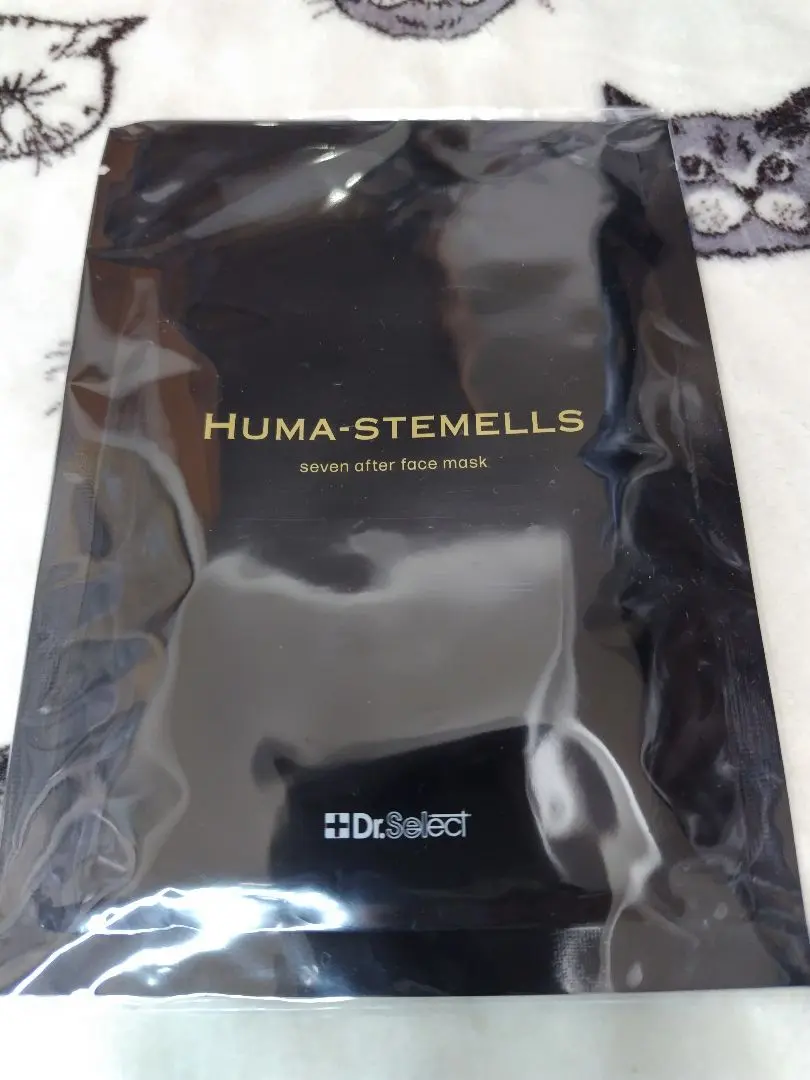 HUMA-STEMELLS
seven after face mask
Dr.Select